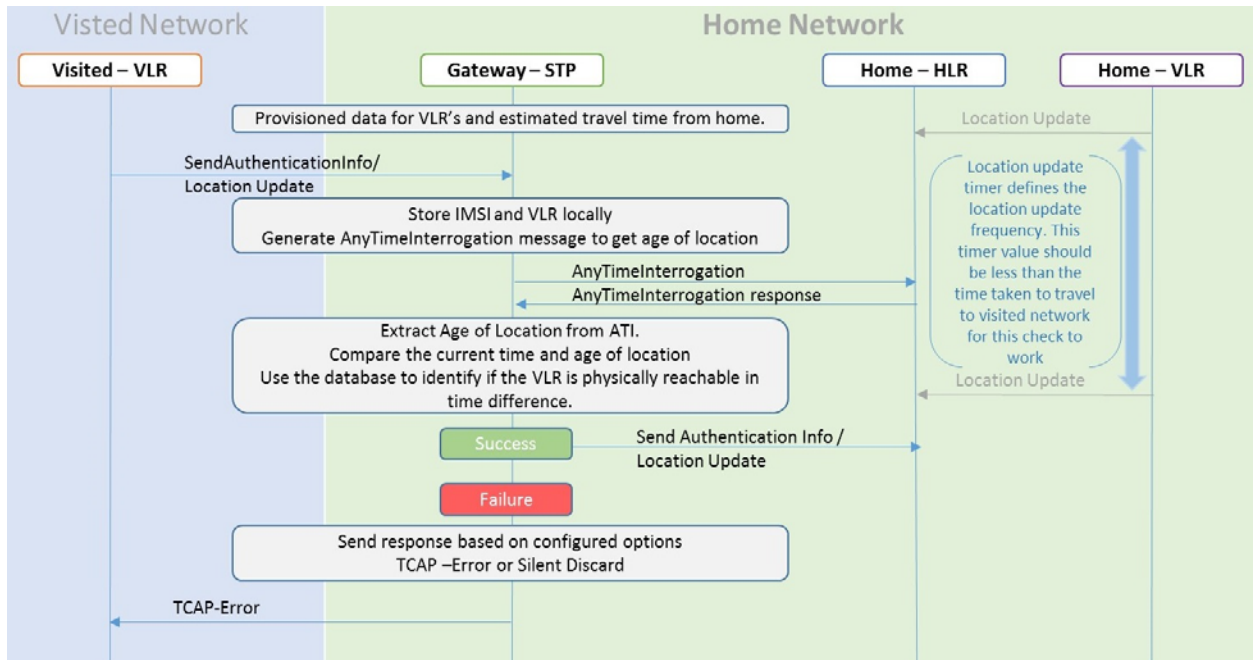 Visted Network
Home Network
Visited – VLR
Gateway – STP
Home – HLR
Home – VLR
Provisioned data for VLR's and estimated travel time from home.
Location Update
SendAuthenticationInfo/
Location Update
Store IMSI and VLR locally
Generate AnyTimeInterrogation message to get age of location
Location update
timer defines the
location update
frequency. This
timer value should
be less than the
time taken to travel
to visited network
for this check to
work
AnyTimeInterrogation
AnyTimeInterrogation response
Extract Age of Location from ATI.
Compare the current time and age of location
Use the database to identify if the VLR is physically reachable in
time difference.
Location Update
Success
Send Authentication Info /
Location Update
Failure
Send response based on configured options
TCAP –Error or Silent Discard
TCAP-Error